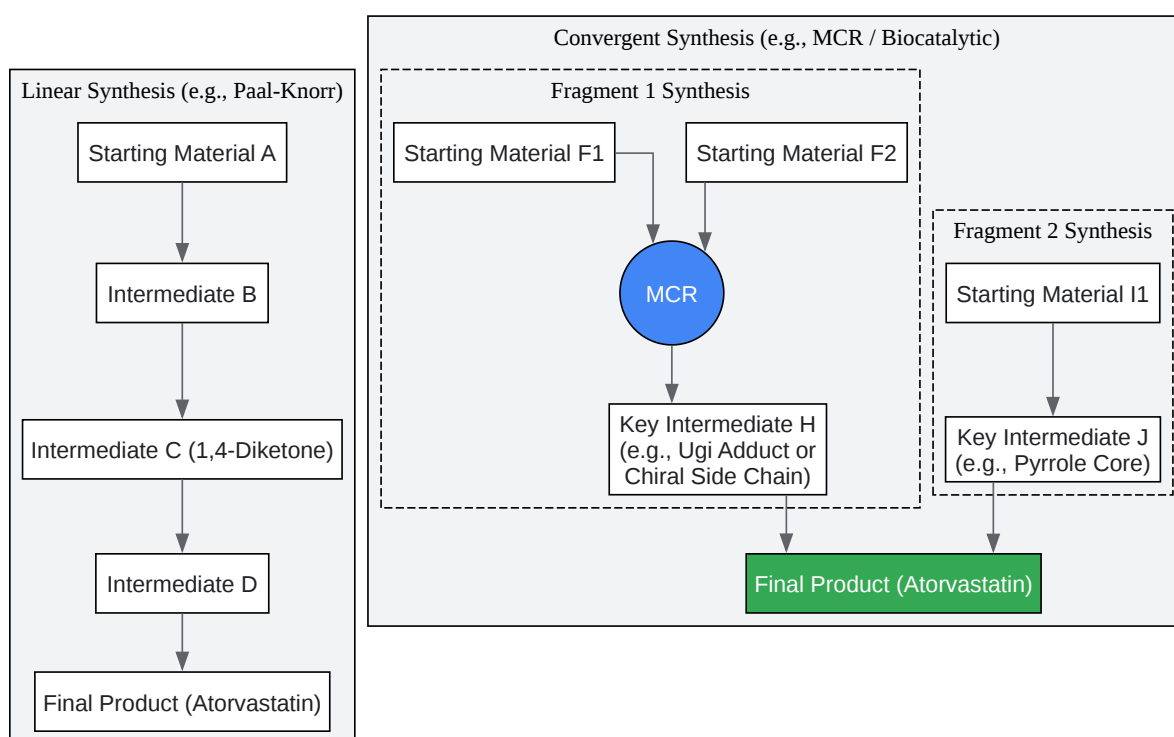 Linear Synthesis (e.g., Paal-Knorr)
Starting Material A
Intermediate B
Intermediate C (1,4-Diketone)
Intermediate D
Final Product (Atorvastatin)
Convergent Synthesis (e.g., MCR / Biocatalytic)
Fragment 1 Synthesis
Starting Material F1
Starting Material F2
MCR
Key Intermediate H
(e.g., Ugi Adduct or
Chiral Side Chain)
Fragment 2 Synthesis
Starting Material I1
Key Intermediate J
(e.g., Pyrrole Core)
Final Product (Atorvastatin)